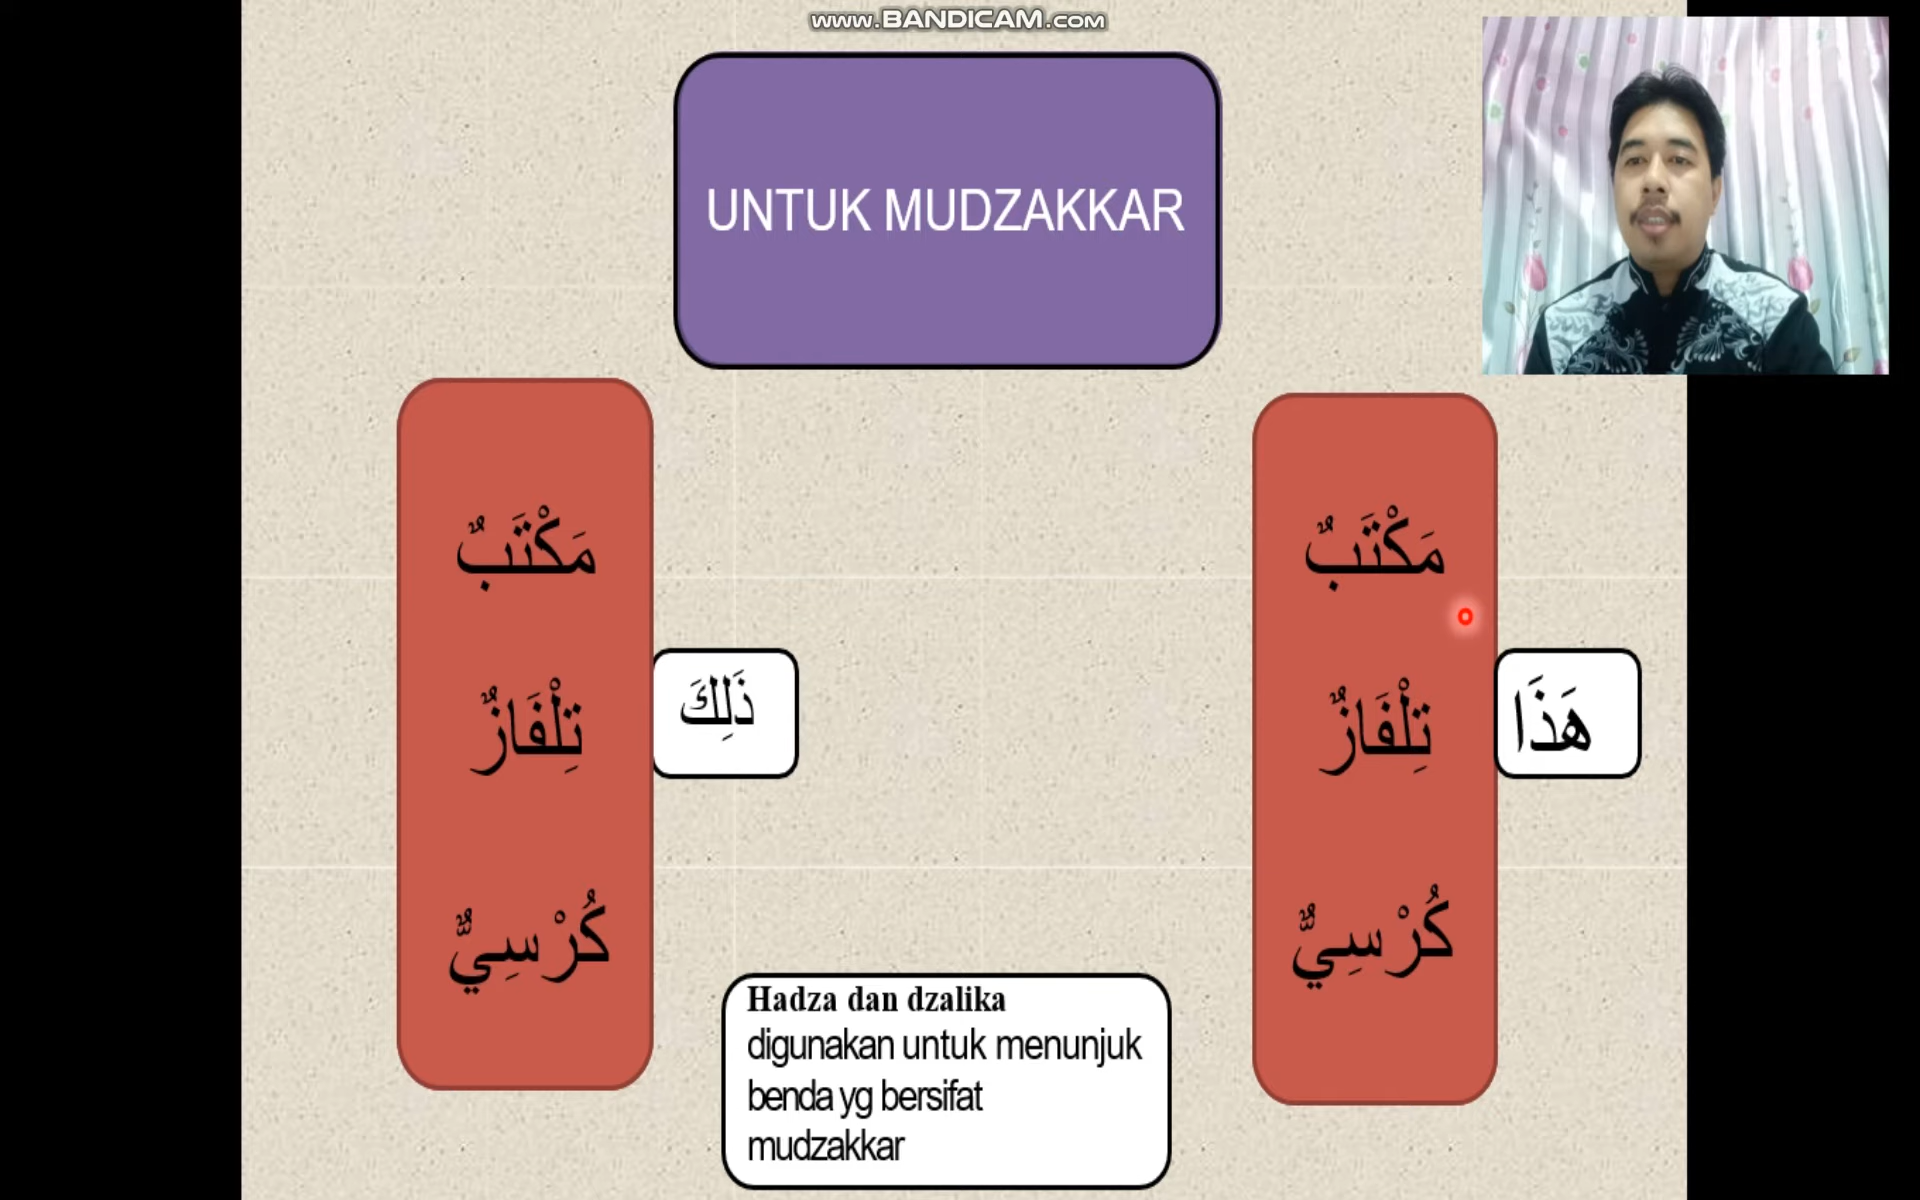 www.BANDICAM.com
UNTUK MUDZAKKAR
هَذَا
مَكْتَبٌ
تِلْفَازٌ
كُرْسِيٌّ
ذَلِكَ
مَكْتَبٌ
تِلْفَازٌ
كُرْسِيٌّ
Hadza dan dzalika
digunakan untuk menunjuk
benda yg bersifat
mudzakkar